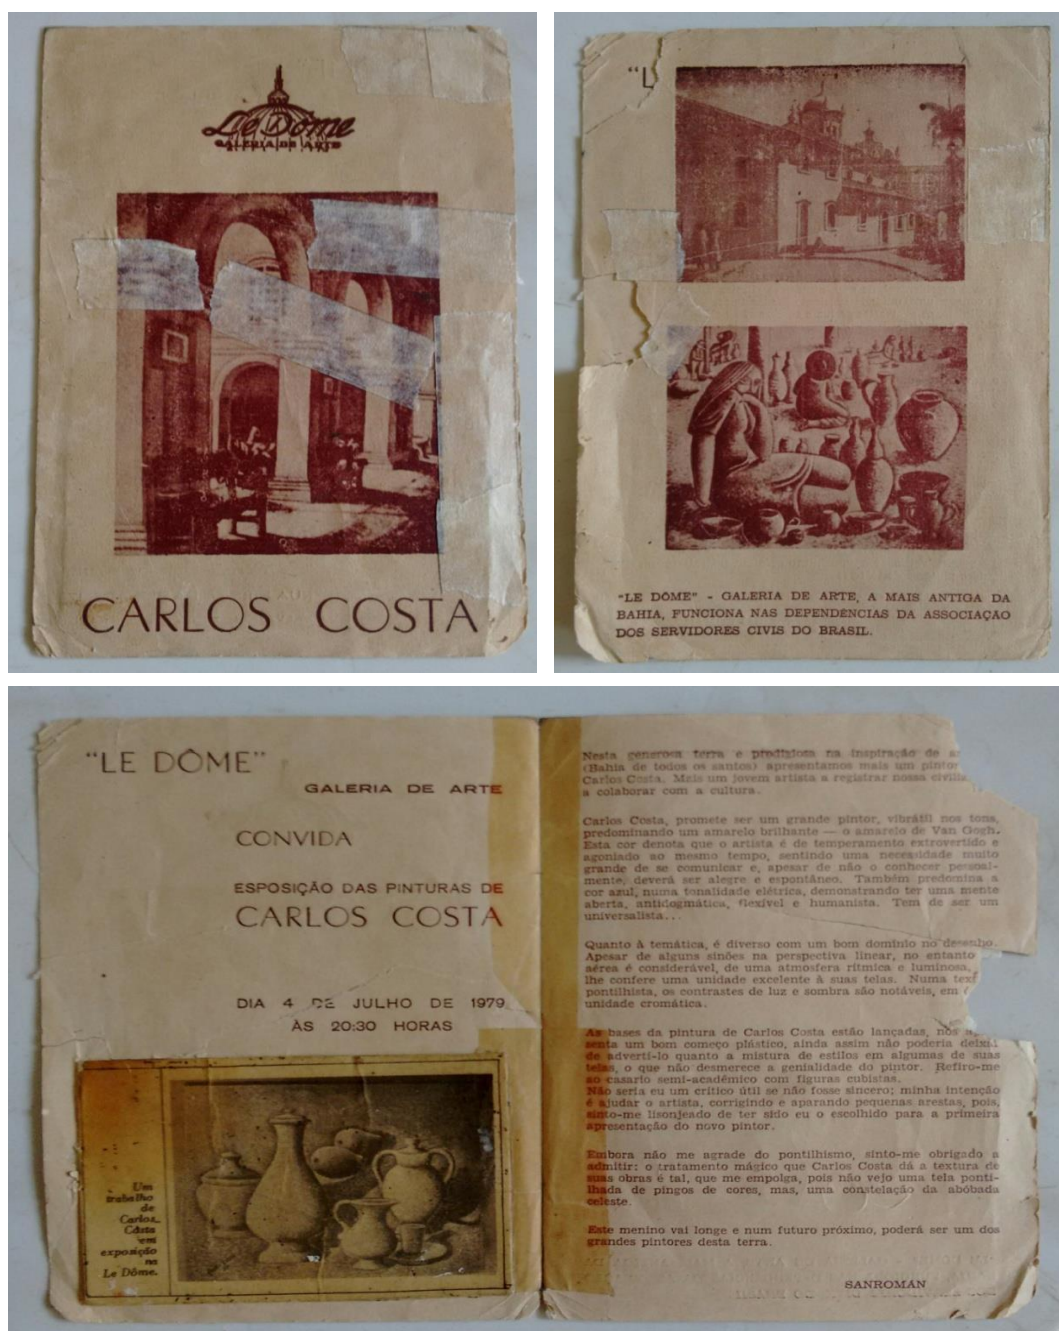 Le Dôme
GALERIA DE ARTE
CARLOS COSTA
"L
"LE DÔME" - GALERIA DE ARTE, A MAIS ANTIGA DA
BAHIA, FUNCIONA NAS DEPENDÊNCIAS DA ASSOCIAÇÃO
DOS SERVIDORES CIVIS DO BRASIL.
"LE DÔME"
GALERIA DE ARTE
CONVIDA
ESPOSIÇÃO DAS PINTURAS DE
CARLOS COSTA
DIA 4 DE JULHO DE 1979
ÀS 20:30 HORAS
Um
trabalho
de
Carlos
Costa
em
exposição
na
Le Dôme.
Nesta generosa terra e prodigiosa na inspiração de
(Bahia de todos os santos) apresentamos mais um pintor
Carlos Costa. Mais um jovem artista a registrar nossa
a colaborar com a cultura.
Carlos Costa, promete ser um grande pintor, vibrátil nos tons,
predominando um amarelo brilhante — o amarelo de Van Gogh.
Esta cor denota que o artista é de temperamento extrovertido e
agoniado ao mesmo tempo, sentindo uma necessidade muito
grande de se comunicar e, apesar de não o conhecer pessoal-
mente, deverá ser alegre e espontâneo. Também predomina a
cor azul, numa tonalidade elétrica, demonstrando ter uma mente
aberta, antidogmática, flexível e humanista. Tem de ser um
universalista...
Quanto à temática, é diverso com um bom domínio no desenho.
Apesar de alguns sinões na perspectiva linear, no entanto
aérea é considerável, de uma atmosfera rítmica e luminosa,
lhe confere uma unidade excelente à suas telas. Numa
pontilhista, os contrastes de luz e sombra são notáveis, em
unidade cromática.
As bases da pintura de Carlos Costa estão lançadas, nos
senta um bom começo plástico, ainda assim não poderia deixar
de adverti-lo quanto a mistura de estilos em algumas de suas
telas, o que não desmerece a genialidade do pintor. Refiro-me
ao casario semi-acadêmico com figuras cubistas.
Não seria eu um crítico útil se não fosse sincero; minha intenção
é ajudar o artista, corrigindo e aparando pequenas arestas, pois,
sinto-me lisonjeado de ter sido eu o escolhido para a primeira
apresentação do novo pintor.
Embora não me agrade do pontilhismo, sinto-me obrigado a
admitir: o tratamento mágico que Carlos Costa dá a textura de
suas obras é tal, que me empolga, pois não vejo uma tela ponti-
lhada de pingos de cores, mas, uma constelação da abóbada
celeste.
Este menino vai longe e num futuro próximo, poderá ser um dos
grandes pintores desta terra.
SANROMAN